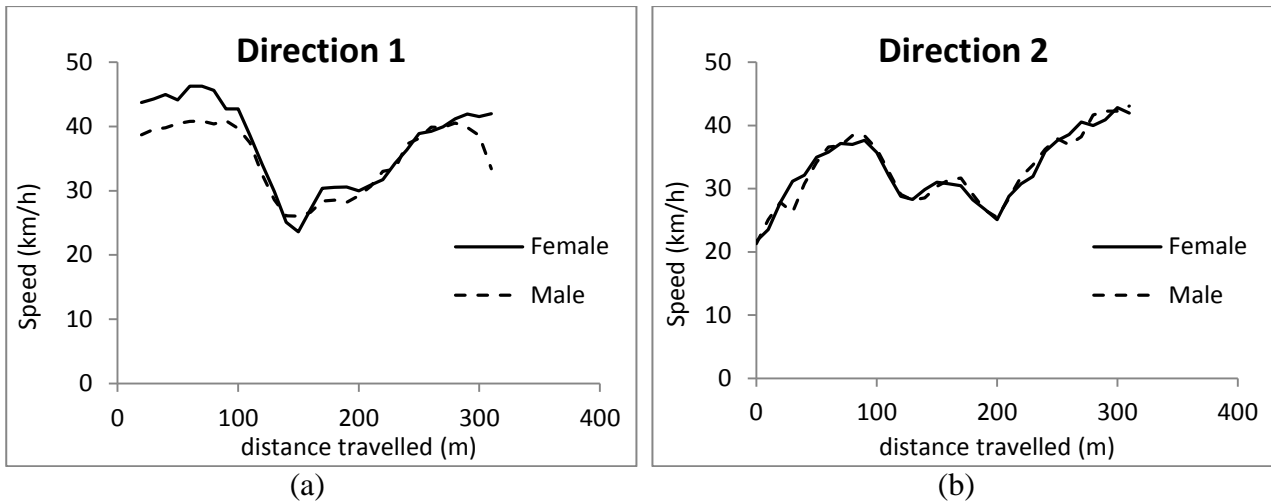 Direction 1
50
40
30
20
10
0
Speed (km/h)
Female
Male
0 100 200 300 400
distance travelled (m)
(a)
Direction 2
50
40
30
20
10
0
Speed (km/h)
Female
Male
0 100 200 300 400
distance travelled (m)
(b)